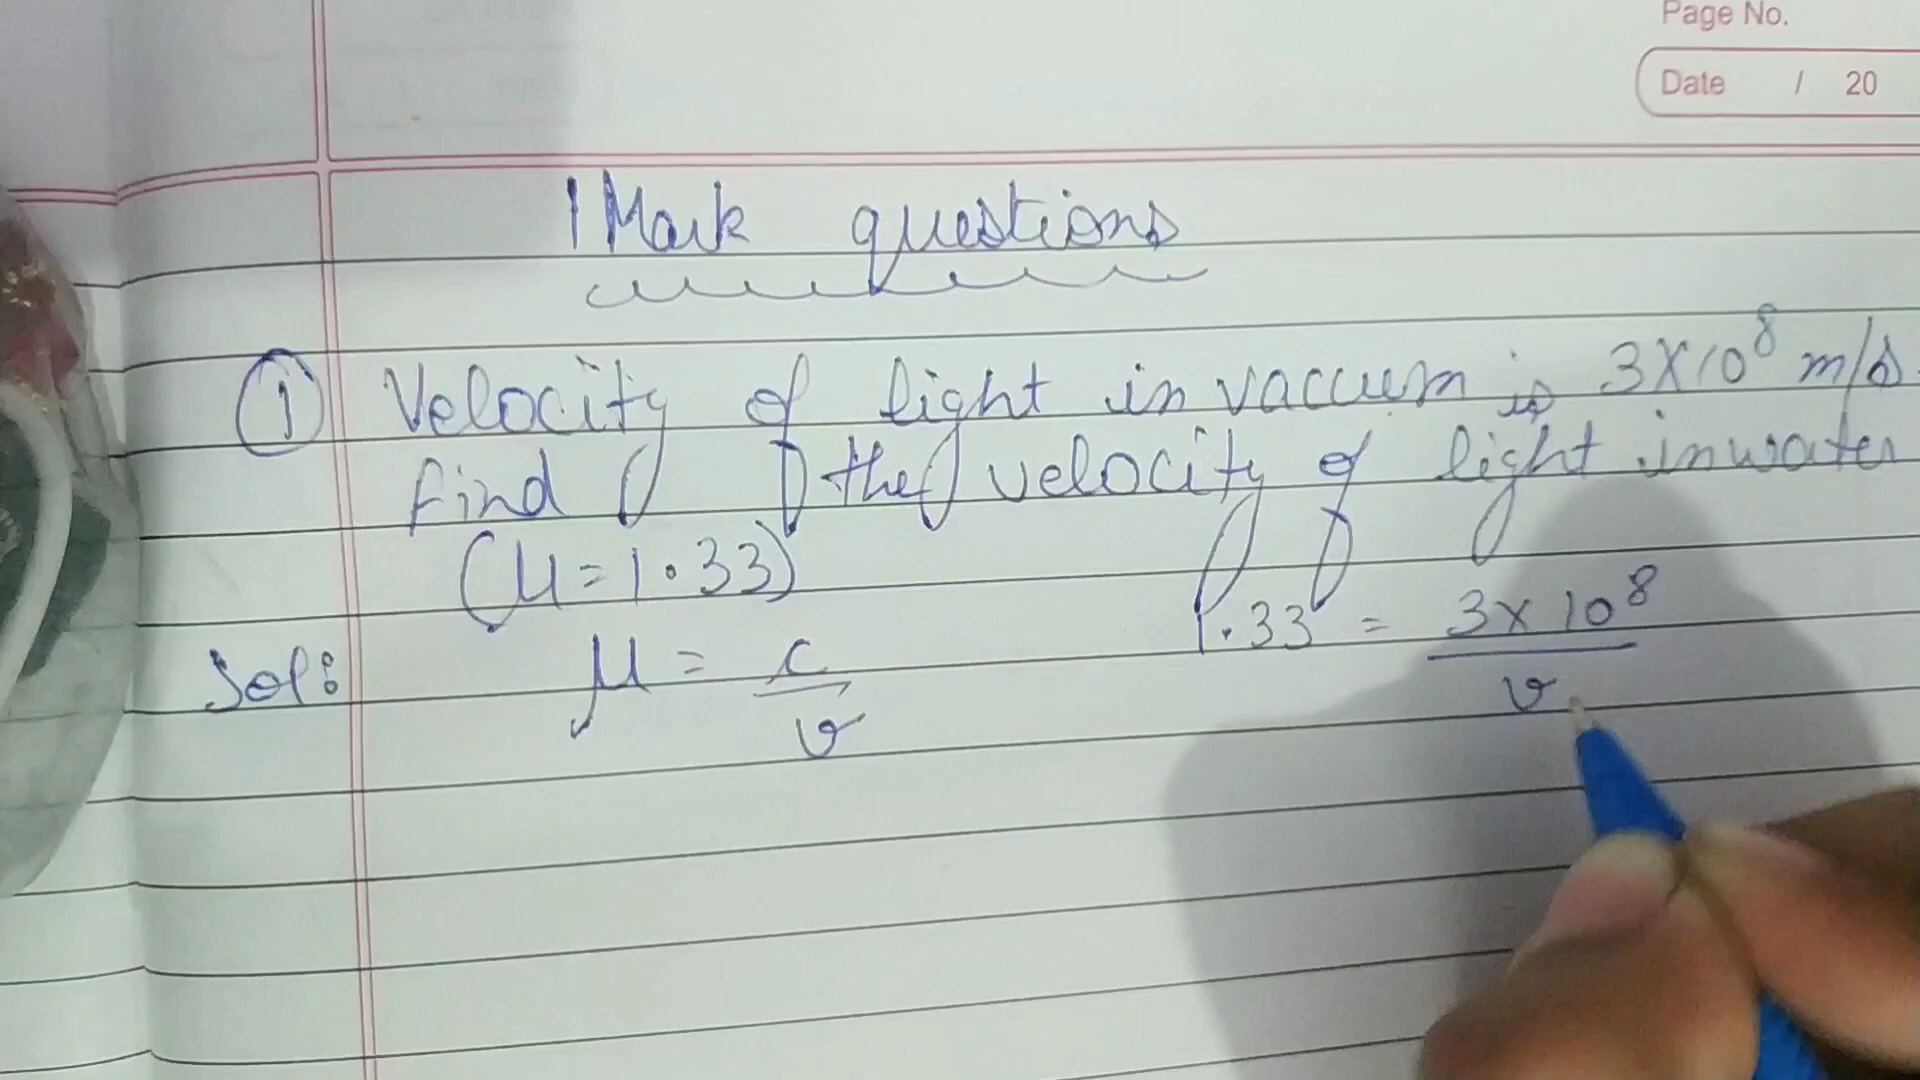 Page No.
Date / 20
1 Mark questions
① Velocity of light in vaccum is 3×10⁸ m/s.
find the velocity of light in water
(μ=1.33)
Sol: μ = c/v 1.33 = 3×10⁸/v